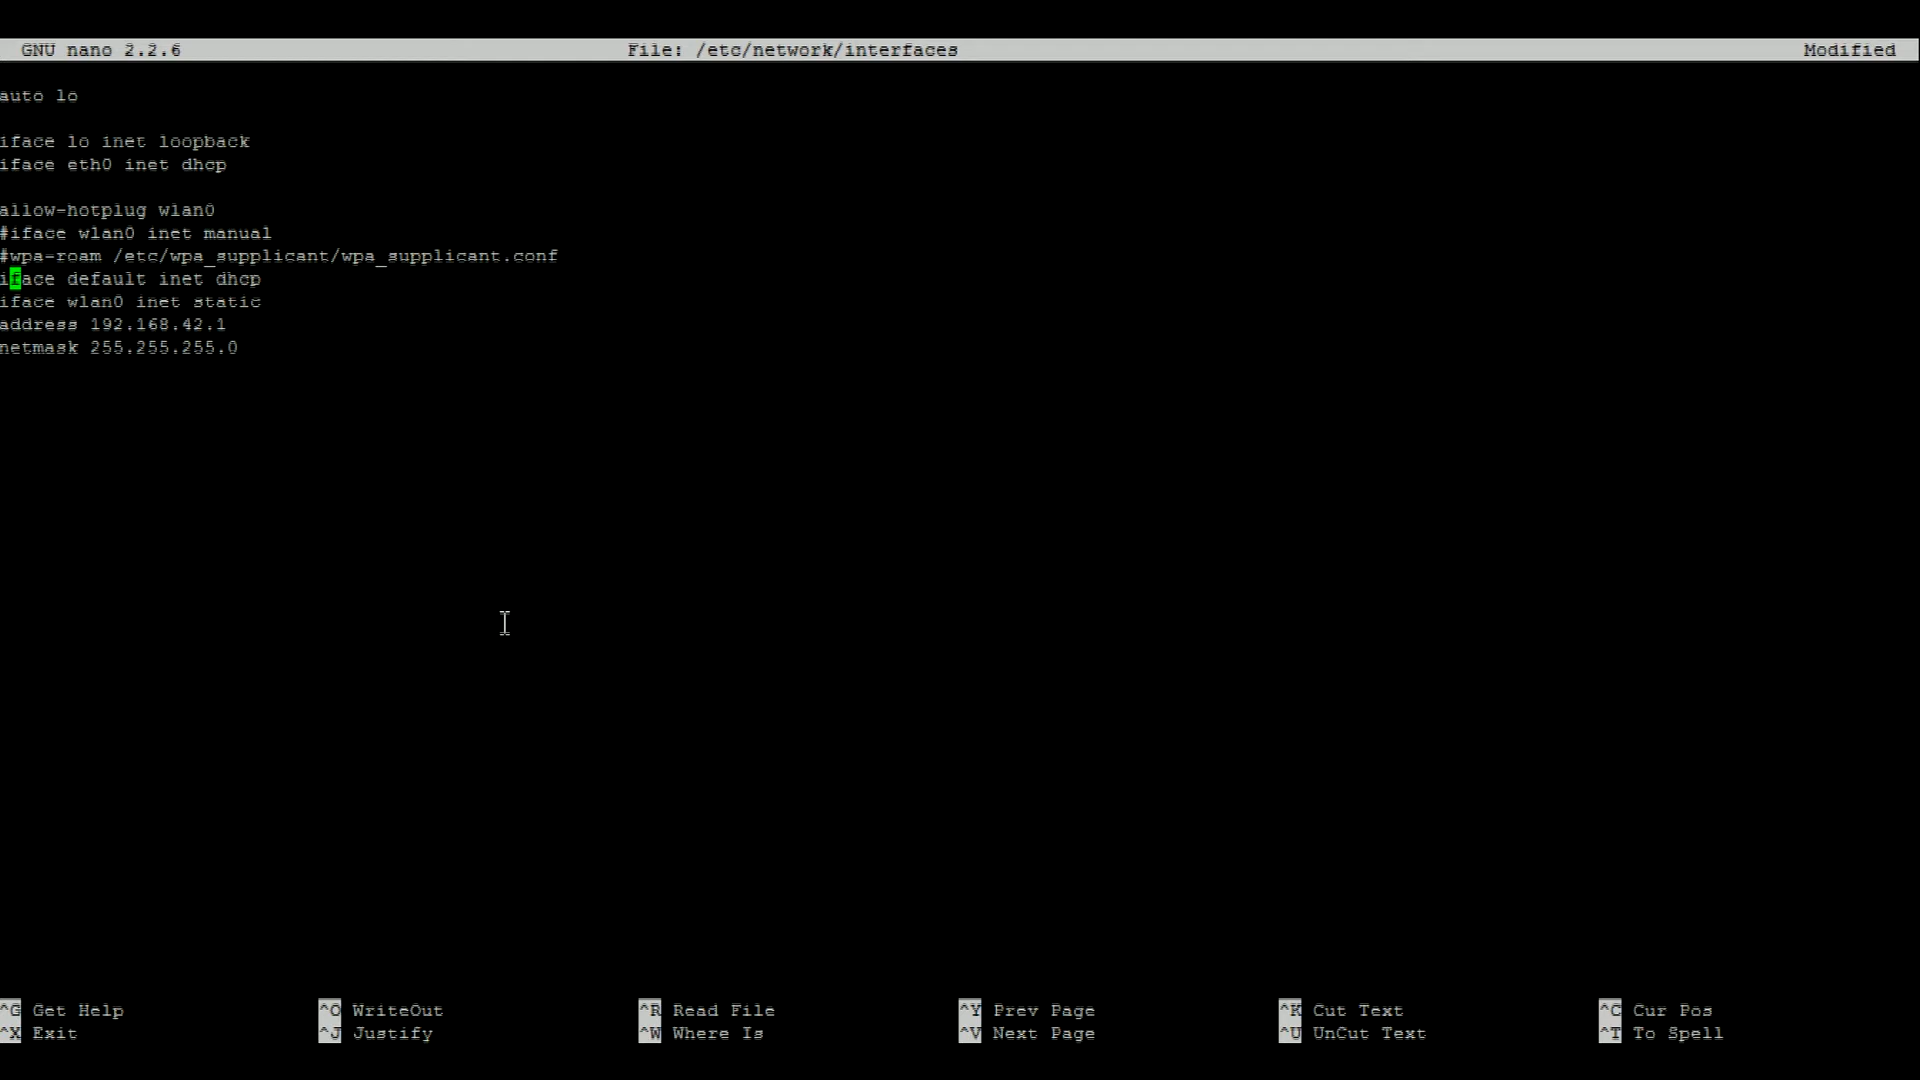 GNU nano 2.2.6 File: /etc/network/interfaces Modified
auto lo
iface lo inet loopback
iface eth0 inet dhcp
allow-hotplug wlan0
#iface wlan0 inet manual
#wpa-roam /etc/wpa_supplicant/wpa_supplicant.conf
iface default inet dhcp
iface wlan0 inet static
address 192.168.42.1
netmask 255.255.255.0
^G Get Help ^O WriteOut ^R Read File ^Y Prev Page ^K Cut Text ^C Cur Pos
^X Exit ^J Justify ^W Where Is ^V Next Page ^U UnCut Text ^T To Spell